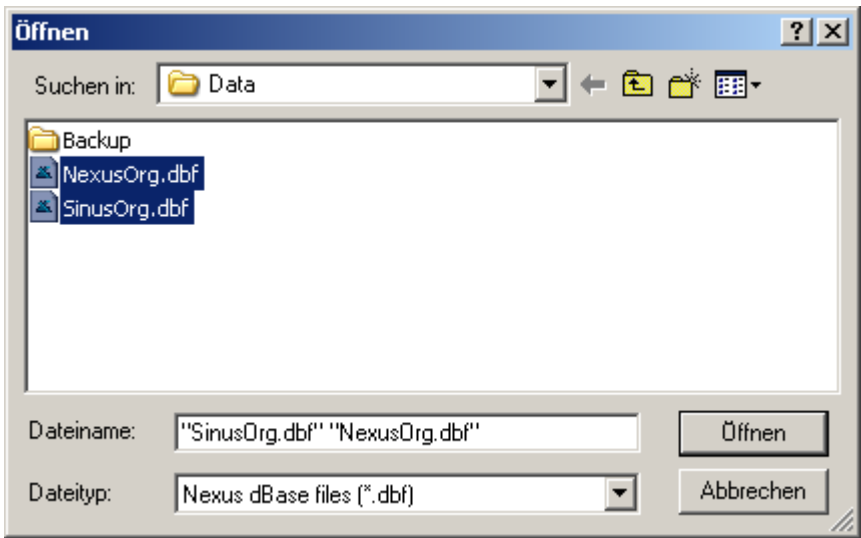 Öffnen
Suchen in: Data
Backup
NexusOrg.dbf
SinusOrg.dbf
Dateiname: "SinusOrg.dbf" "NexusOrg.dbf" Öffnen
Dateityp: Nexus dBase files (*.dbf) Abbrechen